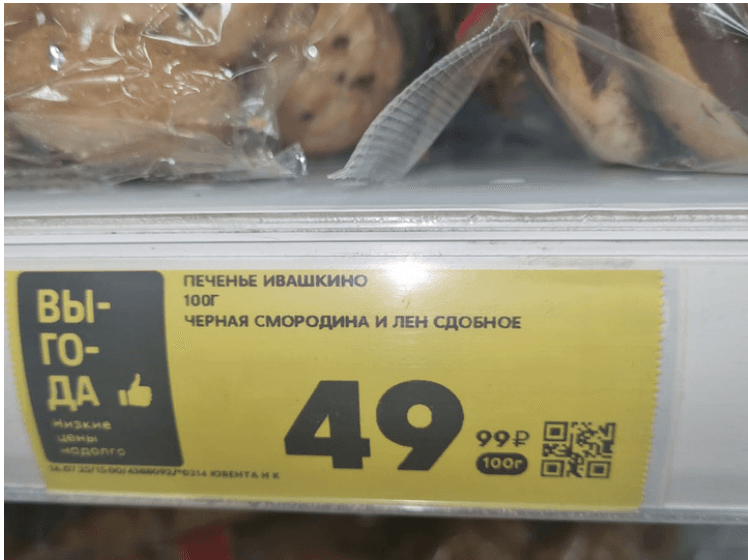 ВЫ-
ГО-
ДА
Низкие
цены
надолго
ПЕЧЕНЬЕ ИВАШКИНО
100Г
ЧЕРНАЯ СМОРОДИНА И ЛЕН СДОБНОЕ
49 99₽
100г
ЮВЕНТА И К